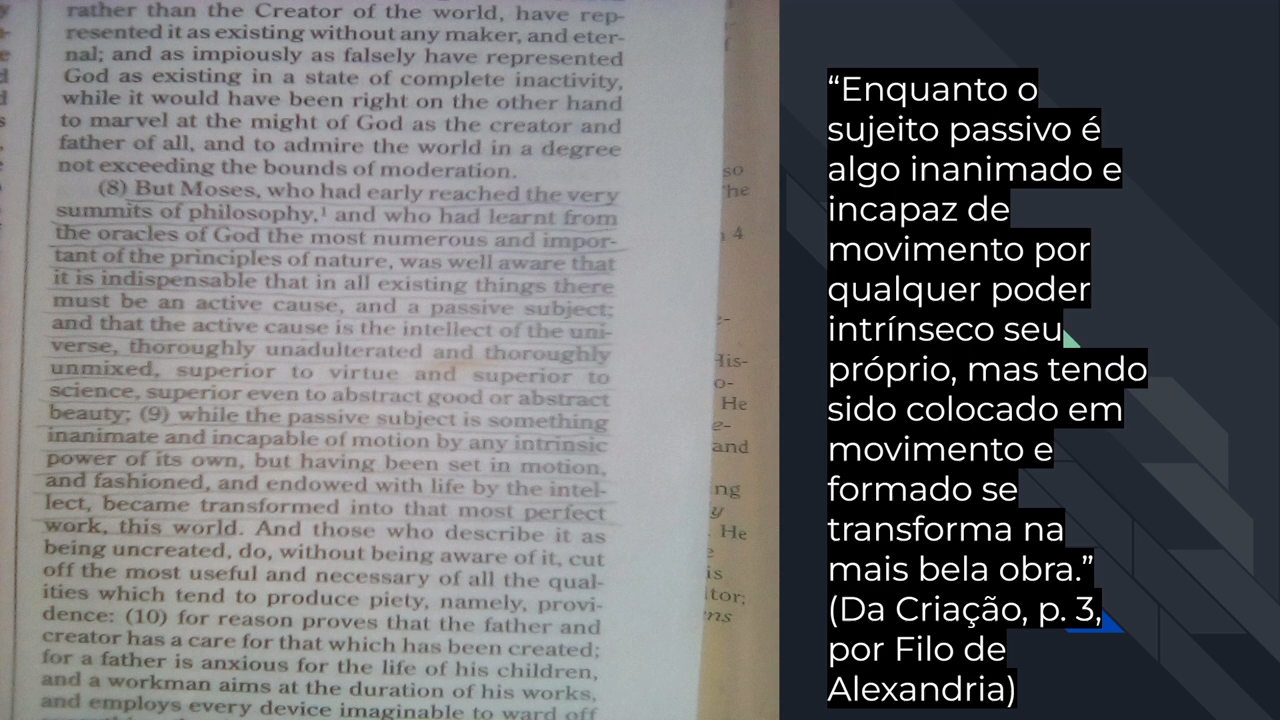 rather than the Creator of the world, have rep-
resented it as existing without any maker, and eter-
nal; and as impiously as falsely have represented
God as existing in a state of complete inactivity,
while it would have been right on the other hand
to marvel at the might of God as the creator and
father of all, and to admire the world in a degree
not exceeding the bounds of moderation.
(8) But Moses, who had early reached the very
summits of philosophy,¹ and who had learnt from
the oracles of God the most numerous and impor-
tant of the principles of nature, was well aware that
it is indispensable that in all existing things there
must be an active cause, and a passive subject;
and that the active cause is the intellect of the uni-
verse, thoroughly unadulterated and thoroughly
unmixed, superior to virtue and superior to
science, superior even to abstract good or abstract
beauty; (9) while the passive subject is something
inanimate and incapable of motion by any intrinsic
power of its own, but having been set in motion,
and fashioned, and endowed with life by the intel-
lect, became transformed into that most perfect
work, this world. And those who describe it as
being uncreated, do, without being aware of it, cut
off the most useful and necessary of all the qual-
ities which tend to produce piety, namely, provi-
dence: (10) for reason proves that the father and
creator has a care for that which has been created;
for a father is anxious for the life of his children,
and a workman aims at the duration of his works,
and employs every device imaginable to ward off
so
he
4
His-
o-
He
e-
and
ng
y
He
is
tor;
ns
“Enquanto o
sujeito passivo é
algo inanimado e
incapaz de
movimento por
qualquer poder
intrínseco seu
próprio, mas tendo
sido colocado em
movimento e
formado se
transforma na
mais bela obra.”
(Da Criação, p. 3,
por Filo de
Alexandria)